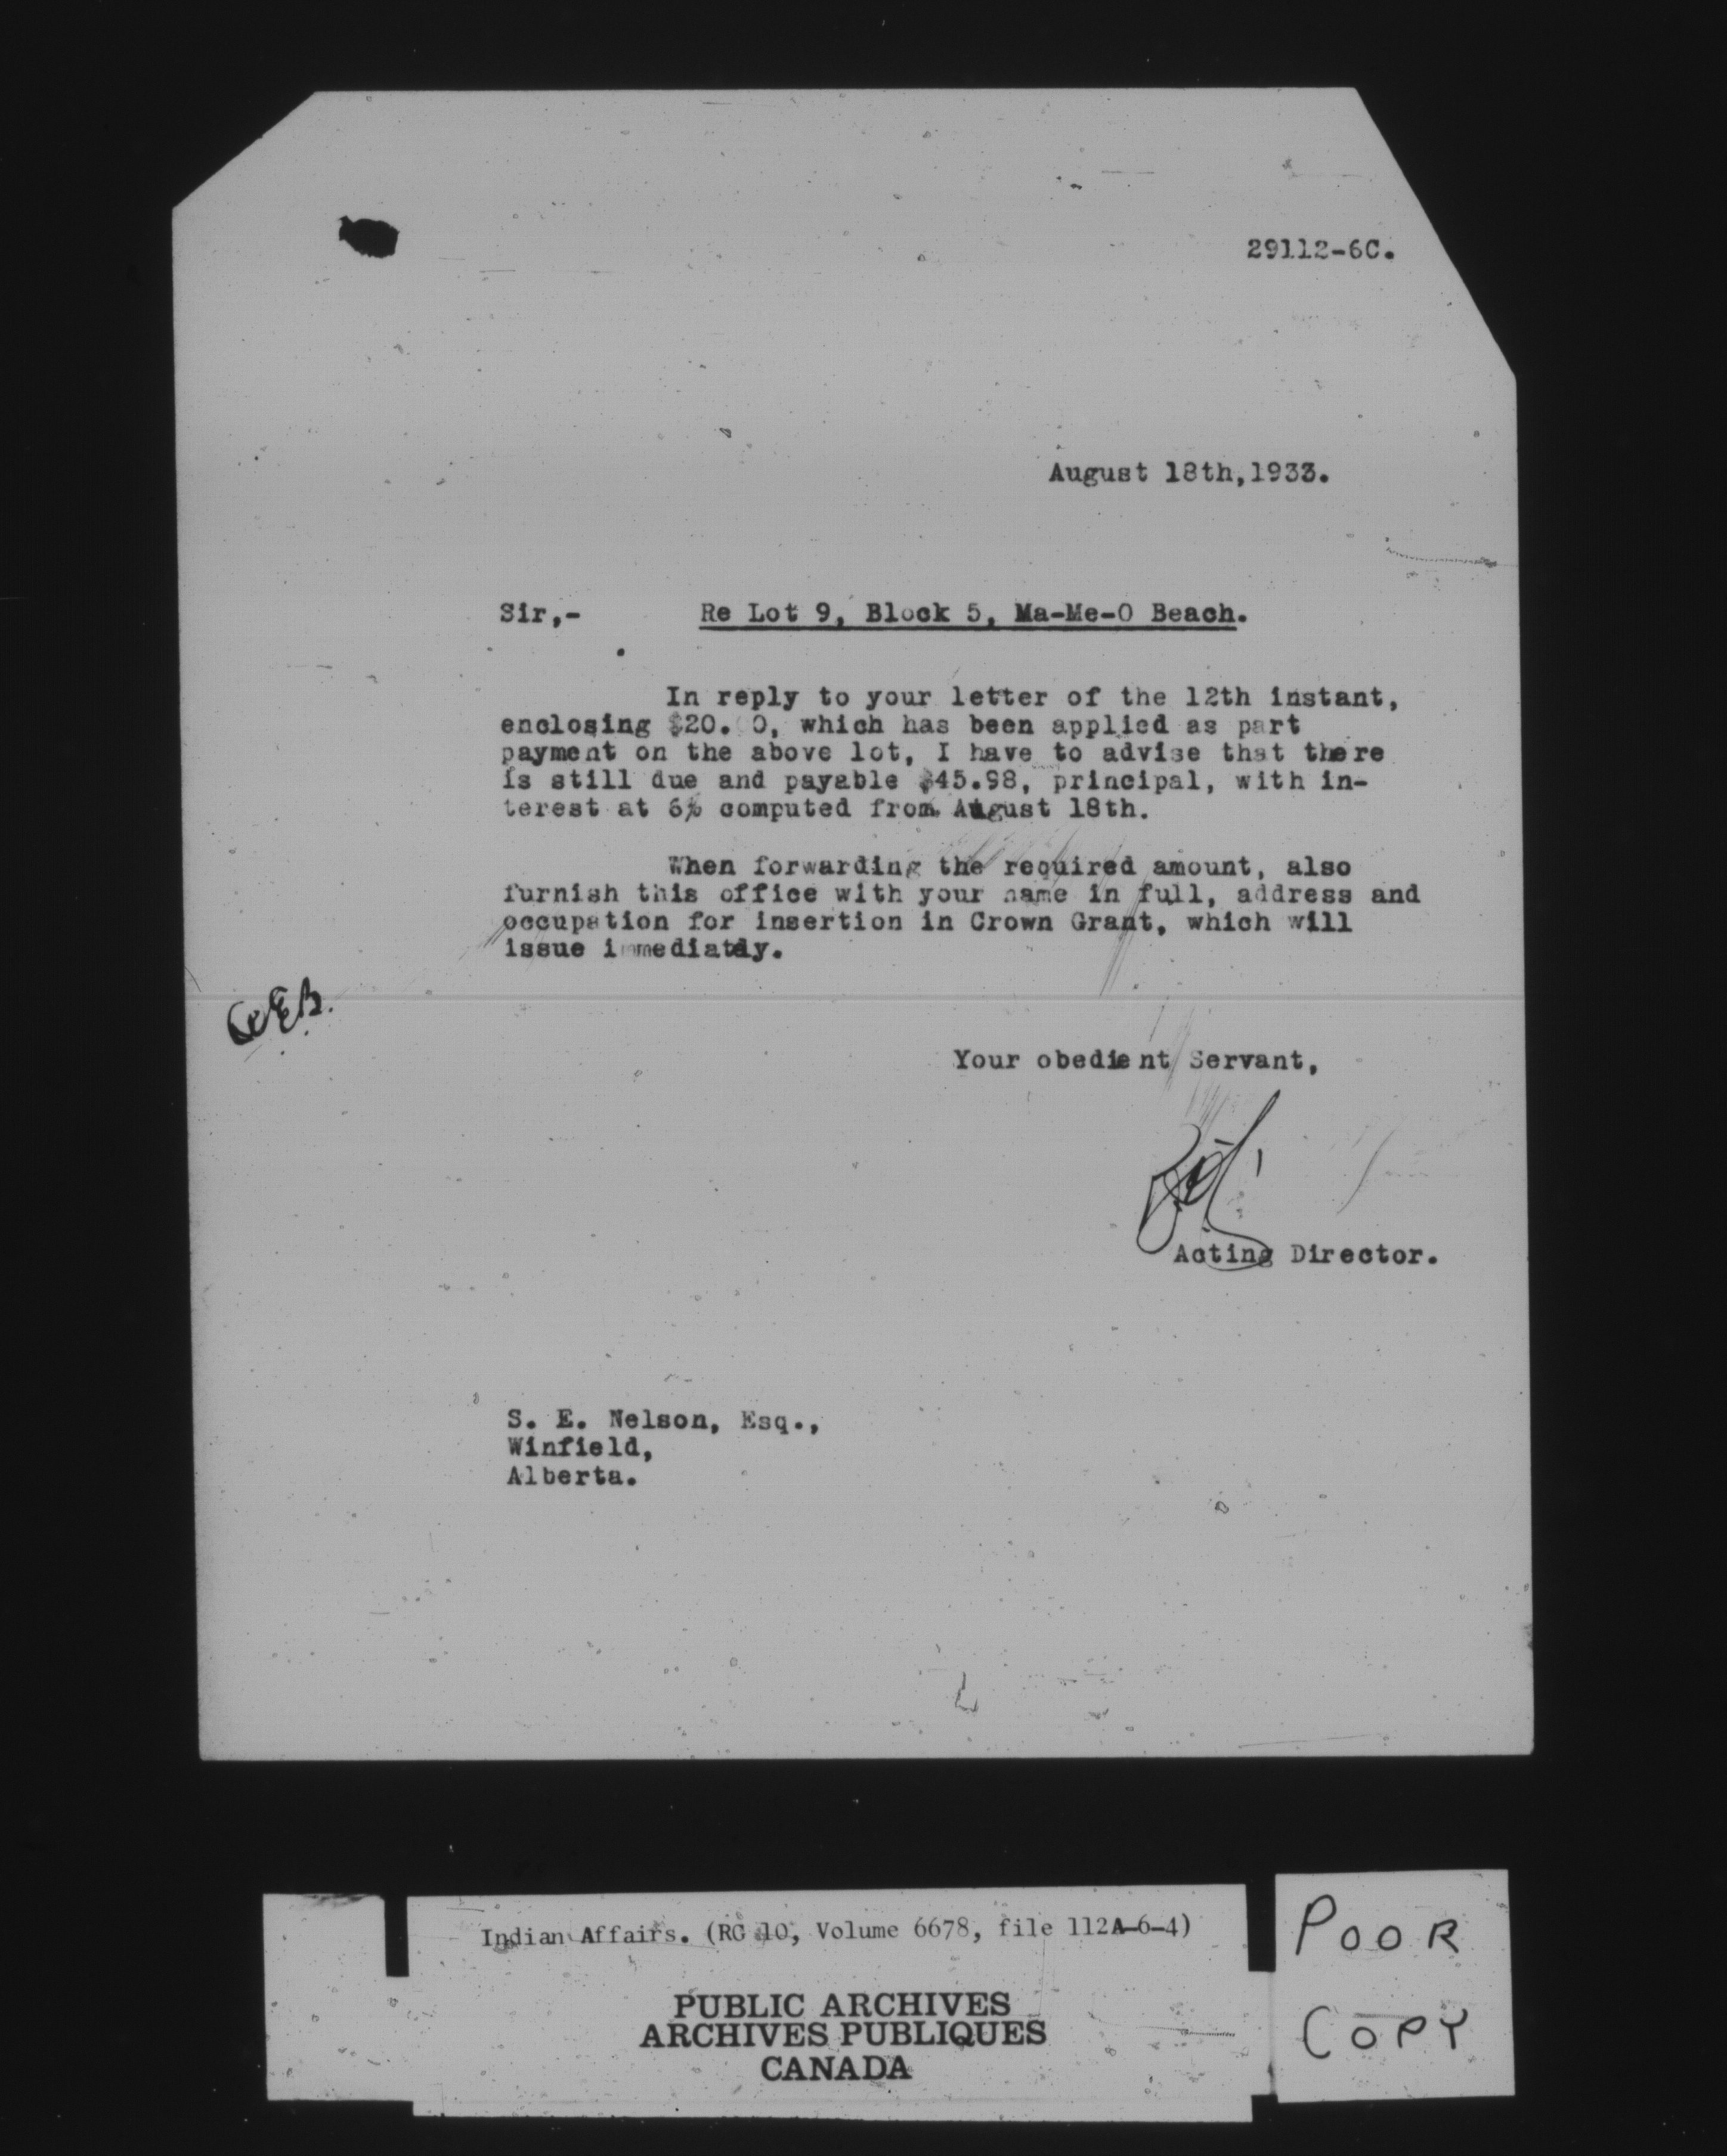 29112-6C.
August 18th,1933.
Sir,- Re Lot 9, Block 5, Ma-Me-O Beach.
In reply to your letter of the 12th instant,
enclosing $20.00, which has been applied as part
payment on the above lot, I have to advise that there
is still due and payable $45.98, principal, with in-
terest at 6% computed from August 18th.
When forwarding the required amount, also
furnish this office with your name in full, address and
occupation for insertion in Crown Grant, which will
issue immediately.
Your obedient Servant,
Acting Director.
S. E. Nelson, Esq.,
Winfield,
Alberta.
Indian Affairs. (RG 10, Volume 6678, file 112A-6-4)
PUBLIC ARCHIVES
ARCHIVES PUBLIQUES
CANADA
POOR
COPY